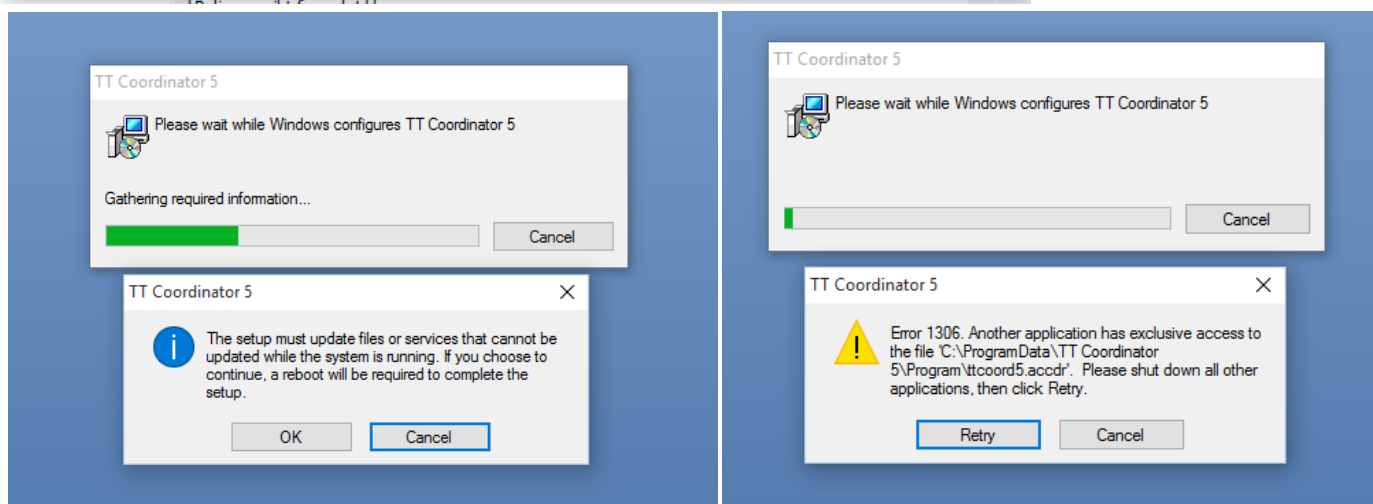 TT Coordinator 5
Please wait while Windows configures TT Coordinator 5
Gathering required information...
Cancel
TT Coordinator 5
The setup must update files or services that cannot be
updated while the system is running. If you choose to
continue, a reboot will be required to complete the
setup.
OK
Cancel
TT Coordinator 5
Please wait while Windows configures TT Coordinator 5
Cancel
TT Coordinator 5
Error 1306. Another application has exclusive access to
the file 'C:\ProgramData\TT Coordinator
5\Program\ttcoord5.accdr'.  Please shut down all other
applications, then click Retry.
Retry
Cancel